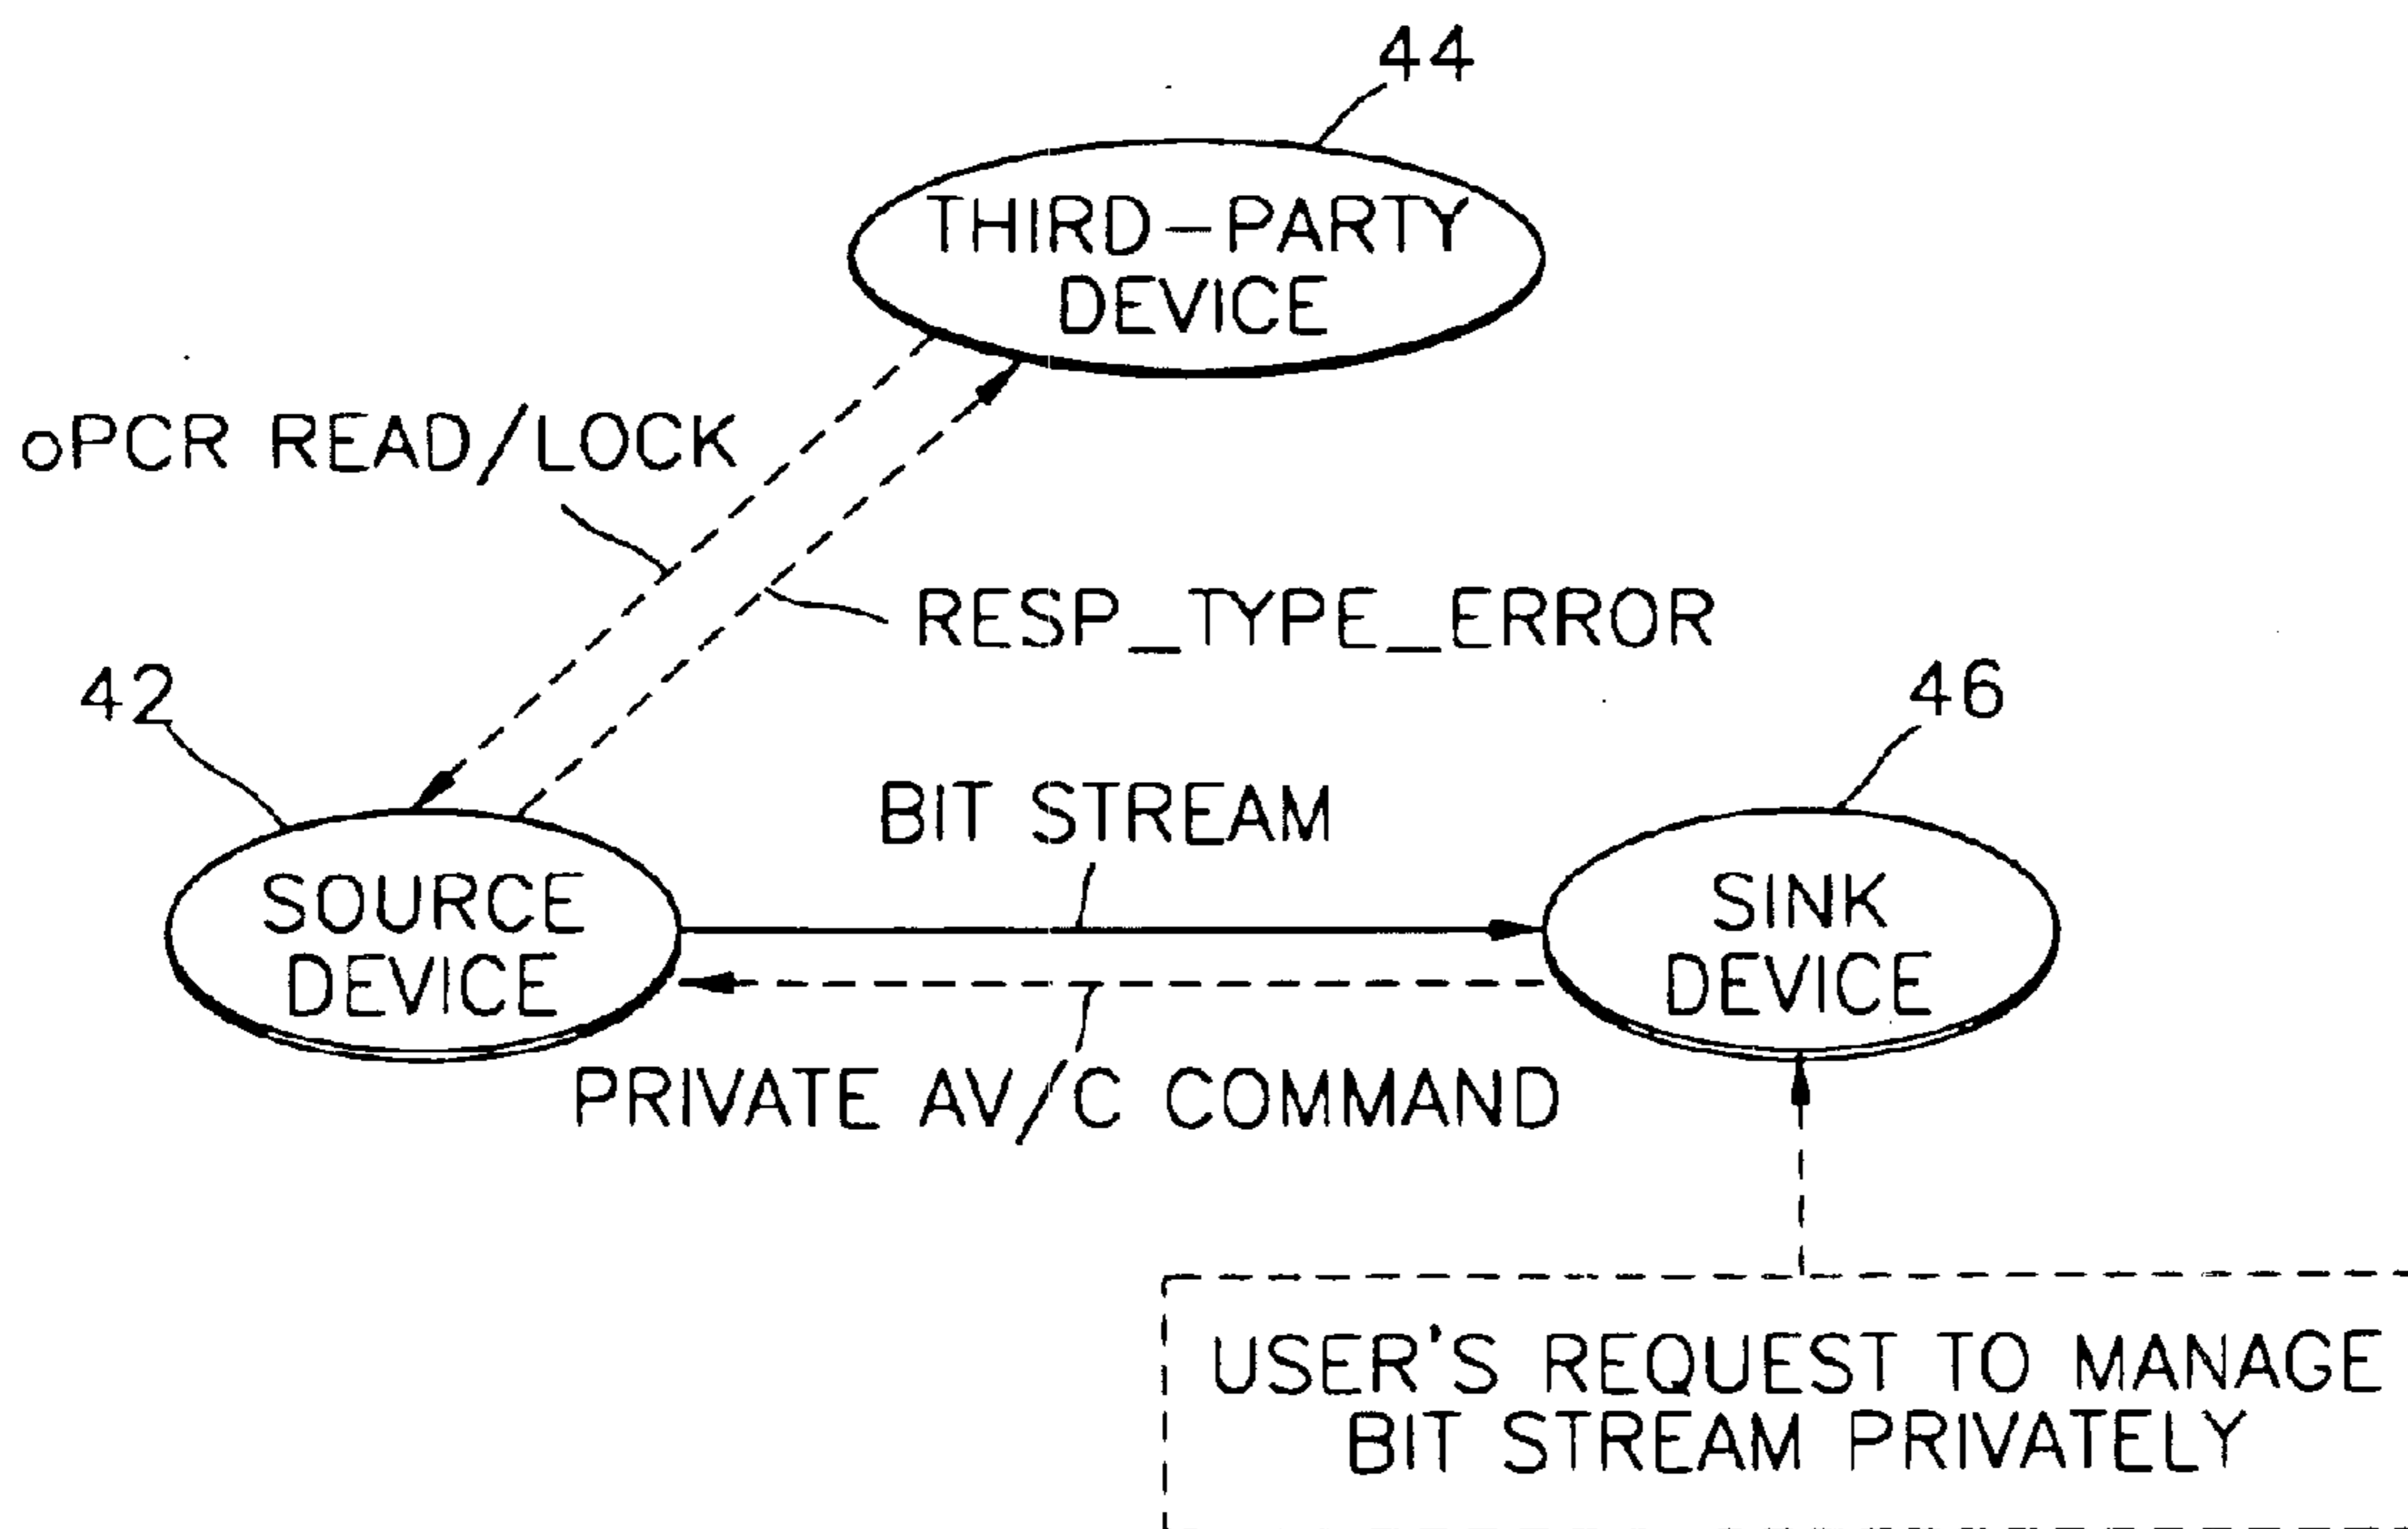 44
THIRD-PARTY
DEVICE
oPCR READ/LOCK
RESP_TYPE_ERROR
42
46
BIT STREAM
SOURCE
DEVICE
SINK
DEVICE
PRIVATE AV/C COMMAND
USER'S REQUEST TO MANAGE
BIT STREAM PRIVATELY